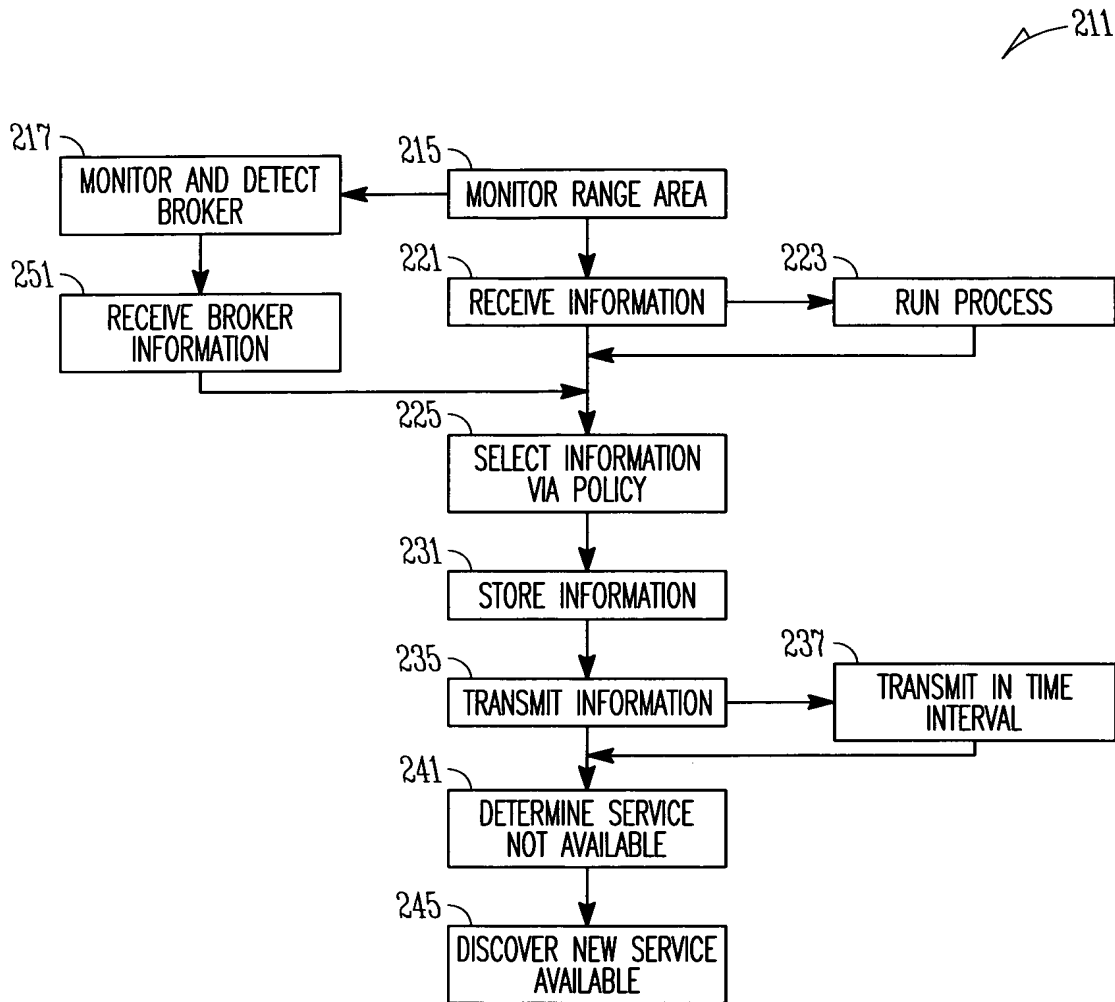 211
217
MONITOR AND DETECT
BROKER
215
MONITOR RANGE AREA
251
RECEIVE BROKER
INFORMATION
221
RECEIVE INFORMATION
223
RUN PROCESS
225
SELECT INFORMATION
VIA POLICY
231
STORE INFORMATION
235
TRANSMIT INFORMATION
237
TRANSMIT IN TIME
INTERVAL
241
DETERMINE SERVICE
NOT AVAILABLE
245
DISCOVER NEW SERVICE
AVAILABLE